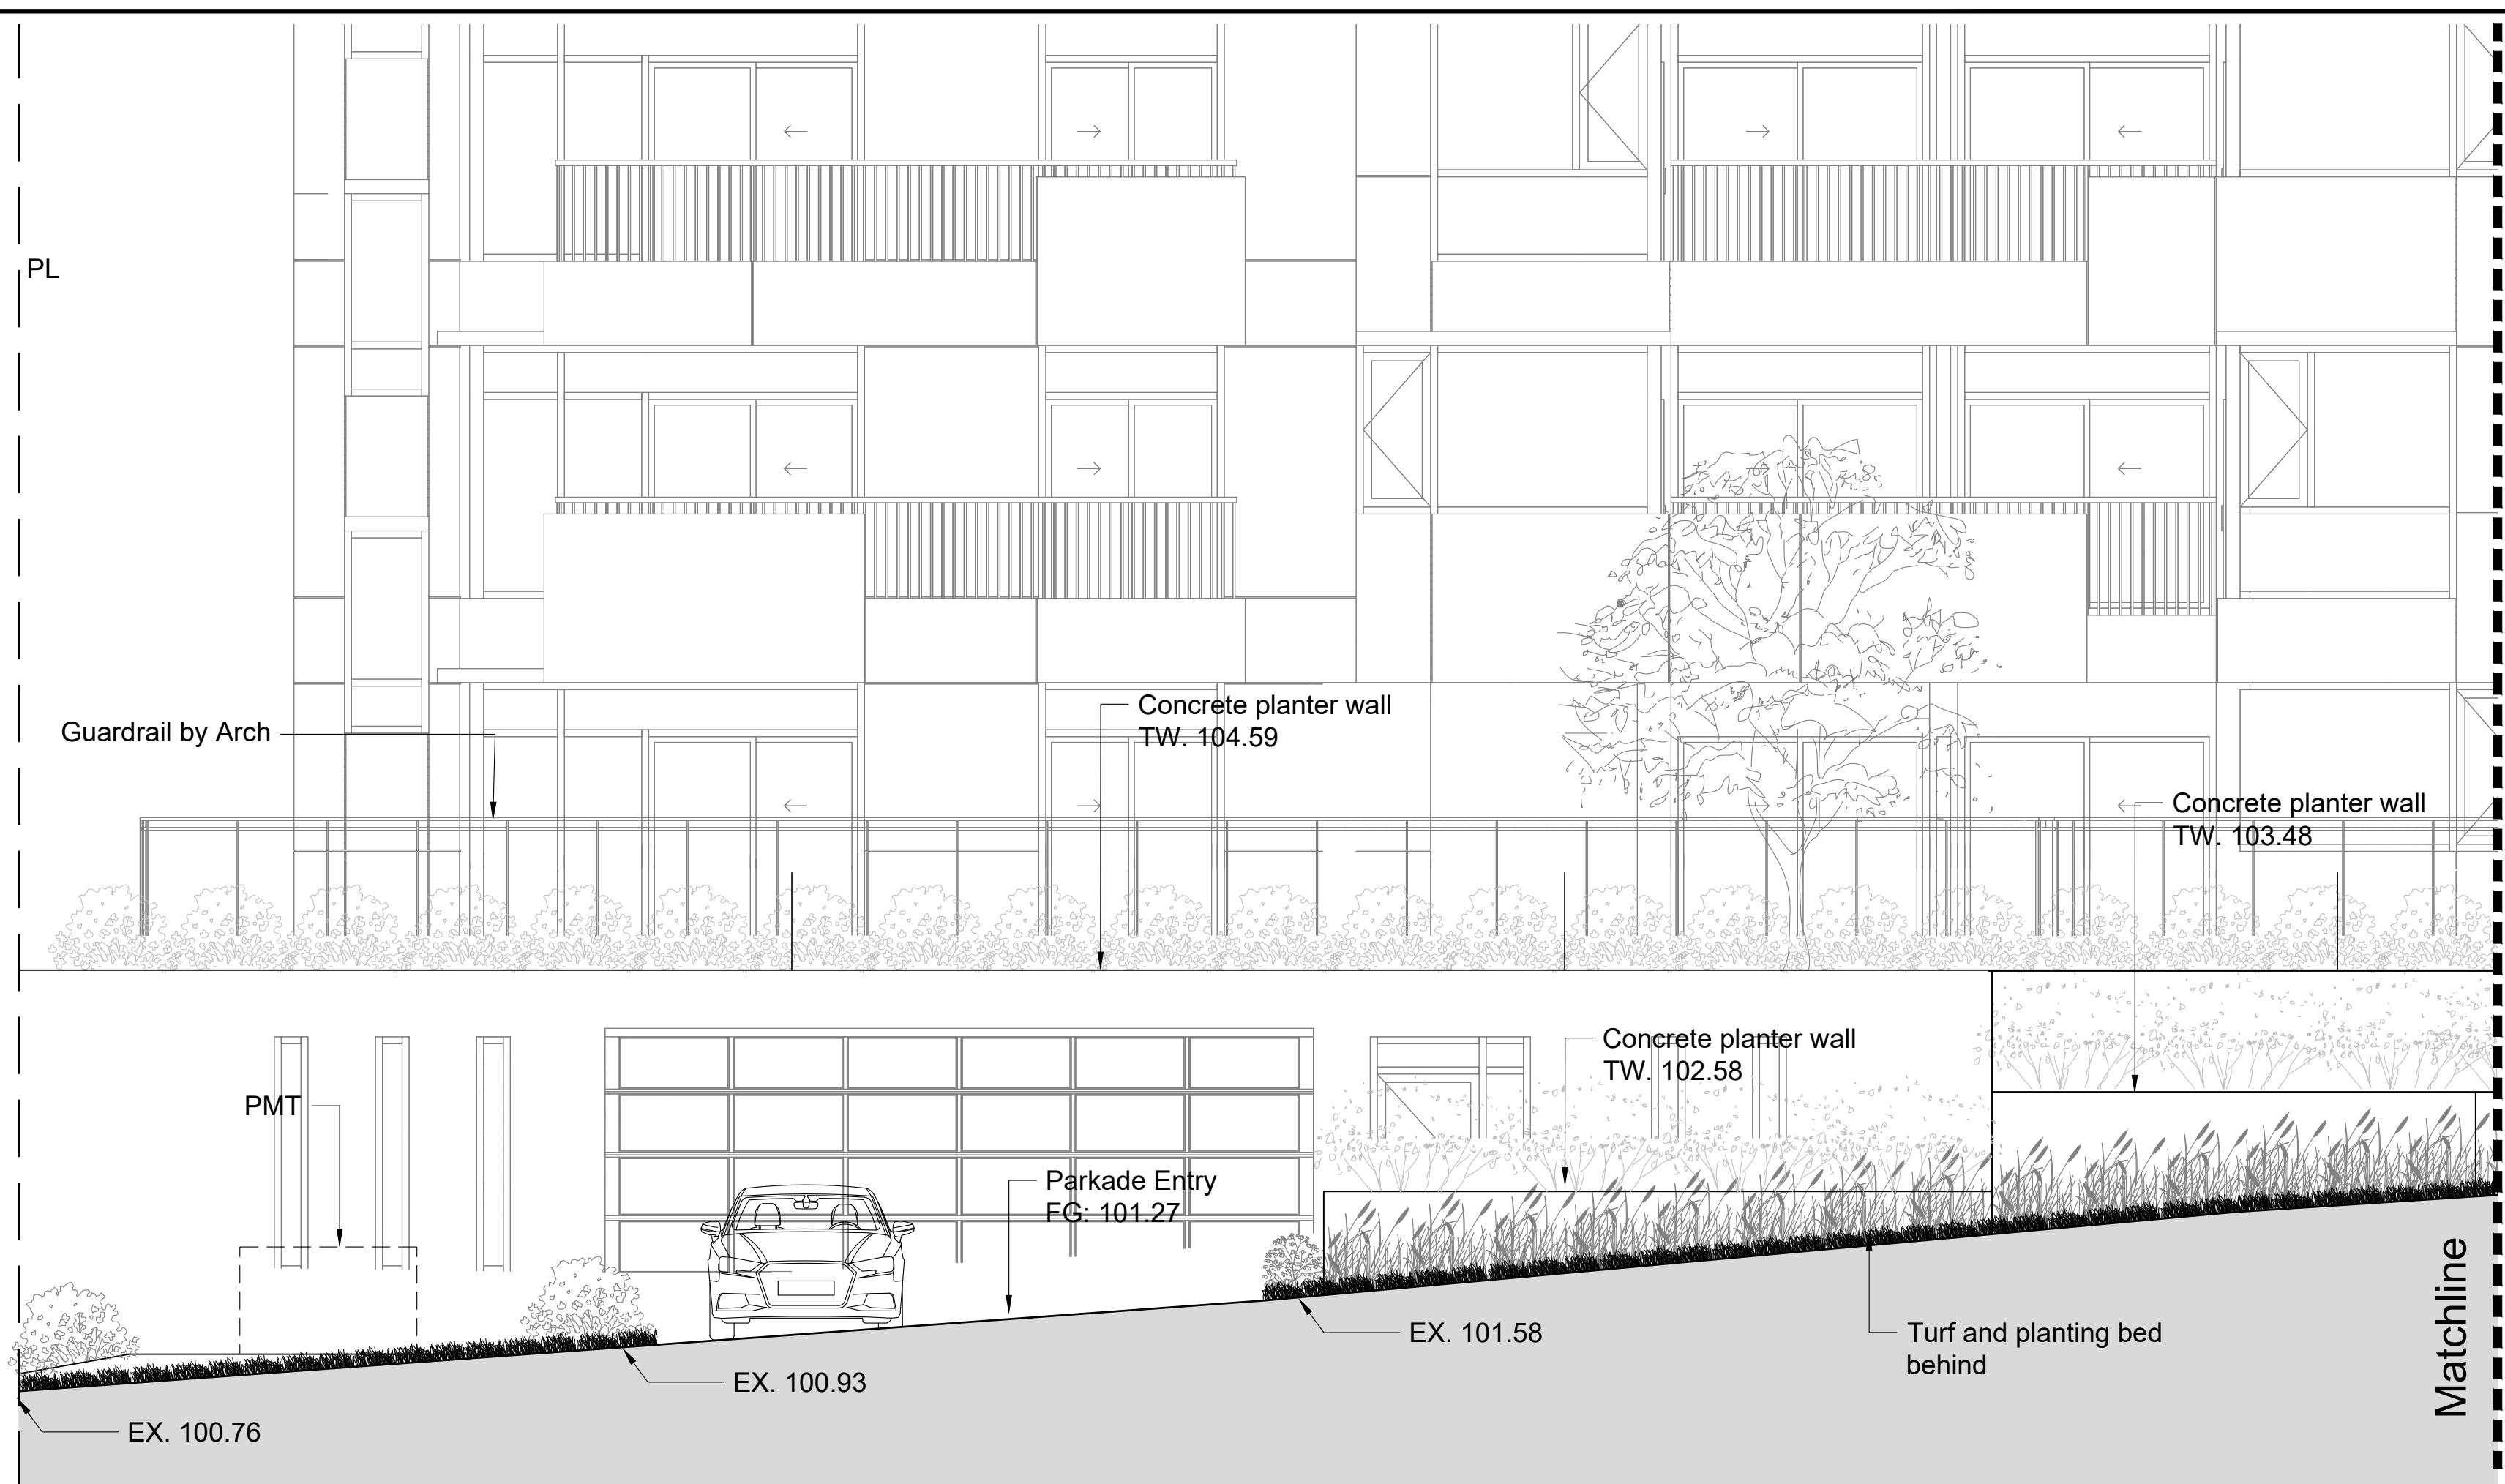 PL
Guardrail by Arch
Concrete planter wall
TW. 104.59
Concrete planter wall
TW. 103.48
Concrete planter wall
TW. 102.58
PMT
Parkade Entry
FG: 101.27
EX. 101.58
Turf and planting bed
behind
EX. 100.93
EX. 100.76
Matchline